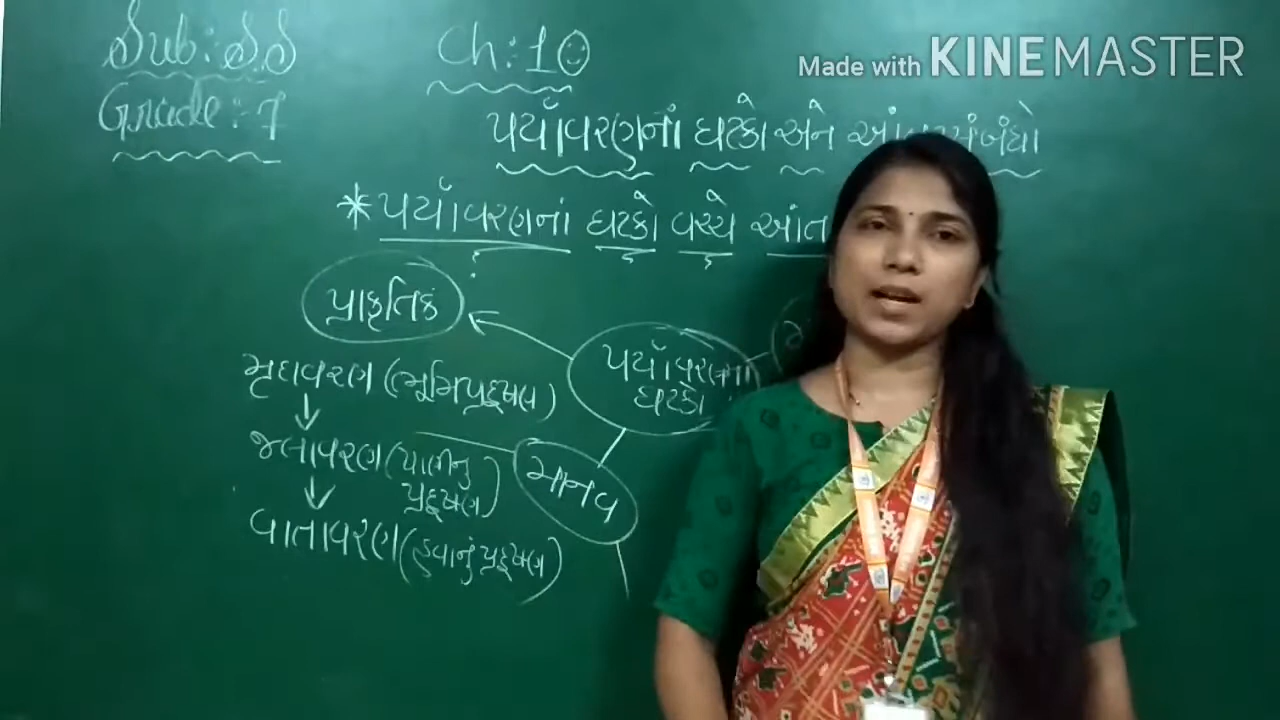 Sub: S.S
Ch: 10
Made with KINEMASTER
Grade: 7
પર્યાવરણનાં ઘટકો અને
* પર્યાવરણનાં ઘટકો વચ્ચે આંત
પ્રાકૃતિક
પર્યાવરણના
ઘટકો
મૃદાવરણ (ભૂમિપ્રદૂષણ)
જલાવરણ (પાણીનુ
પ્રદૂષણ)
માનવ
વાતાવરણ (હવાનું પ્રદૂષણ)